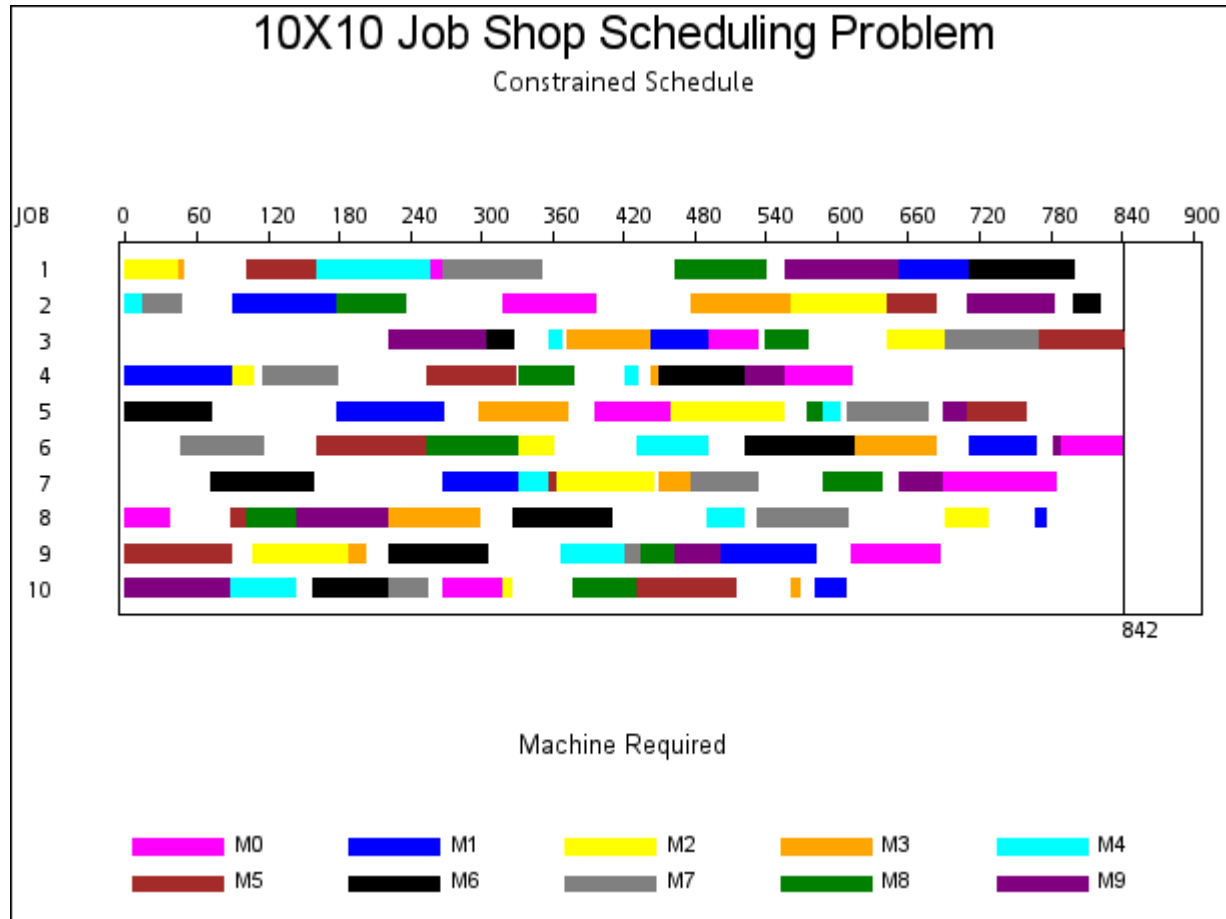 10X10 Job Shop Scheduling Problem
Constrained Schedule
JOB 0 60 120 180 240 300 360 420 480 540 600 660 720 780 840 900
1
2
3
4
5
6
7
8
9
10
842
Machine Required
M0 M1 M2 M3 M4
M5 M6 M7 M8 M9